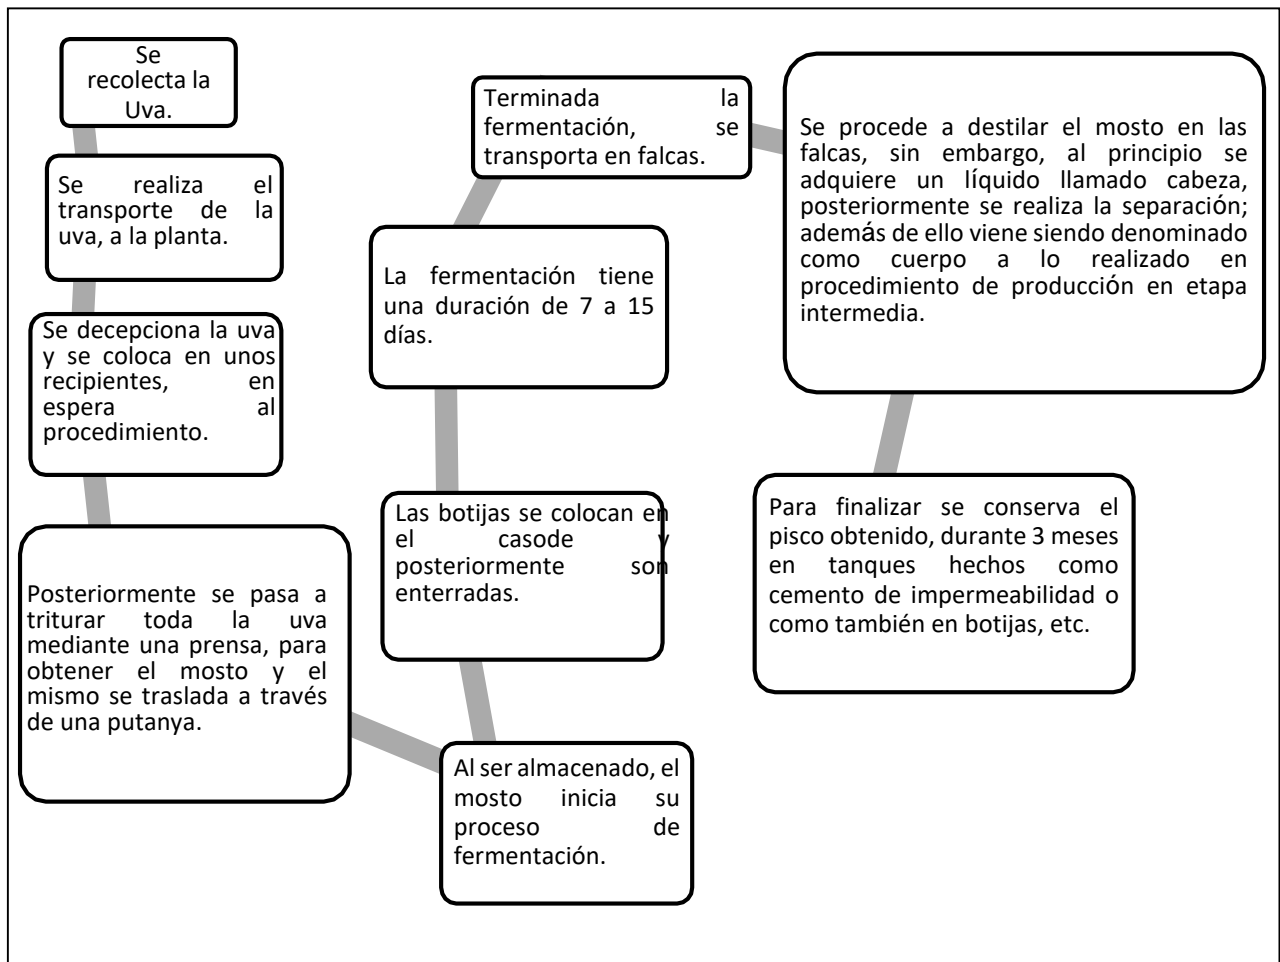 Se
recolecta la
Uva.
Se realiza el
transporte de la
uva, a la planta.
Se decepciona la uva
y se coloca en unos
recipientes, en
espera al
procedimiento.
Posteriormente se pasa a
triturar toda la uva
mediante una prensa, para
obtener el mosto y el
mismo se traslada a través
de una putanya.
Al ser almacenado, el
mosto inicia su
proceso de
fermentación.
Las botijas se colocan en
el casode y
posteriormente son
enterradas.
La fermentación tiene
una duración de 7 a 15
días.
Terminada la
fermentación, se
transporta en falcas.
Se procede a destilar el mosto en las
falcas, sin embargo, al principio se
adquiere un líquido llamado cabeza,
posteriormente se realiza la separación;
además de ello viene siendo denominado
como cuerpo a lo realizado en
procedimiento de producción en etapa
intermedia.
Para finalizar se conserva el
pisco obtenido, durante 3 meses
en tanques hechos como
cemento de impermeabilidad o
como también en botijas, etc.